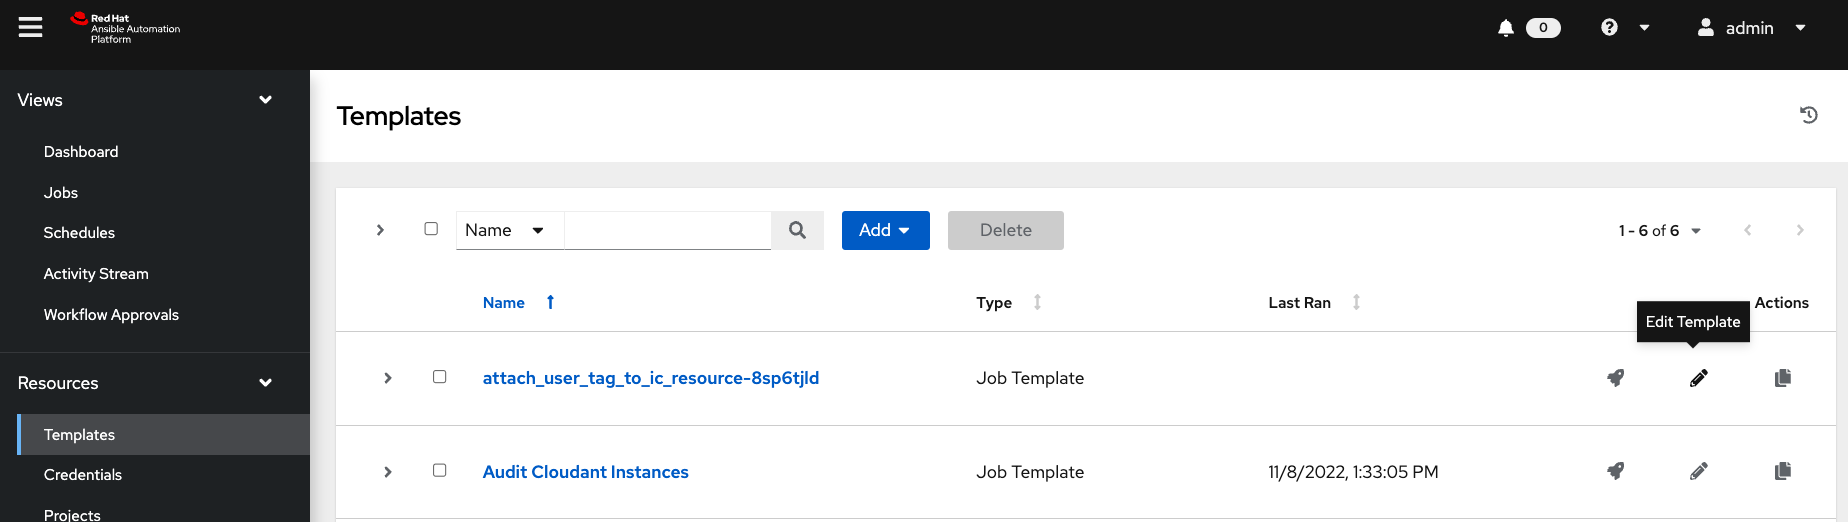 Red Hat
Ansible Automation
Platform
0
admin
Views
Dashboard
Jobs
Schedules
Activity Stream
Workflow Approvals
Resources
Templates
Credentials
Projects
Templates
Name
Add
Delete
1 - 6 of 6
Name
Type
Last Ran
Actions
Edit Template
attach_user_tag_to_ic_resource-8sp6tjld
Job Template
Audit Cloudant Instances
Job Template
11/8/2022, 1:33:05 PM